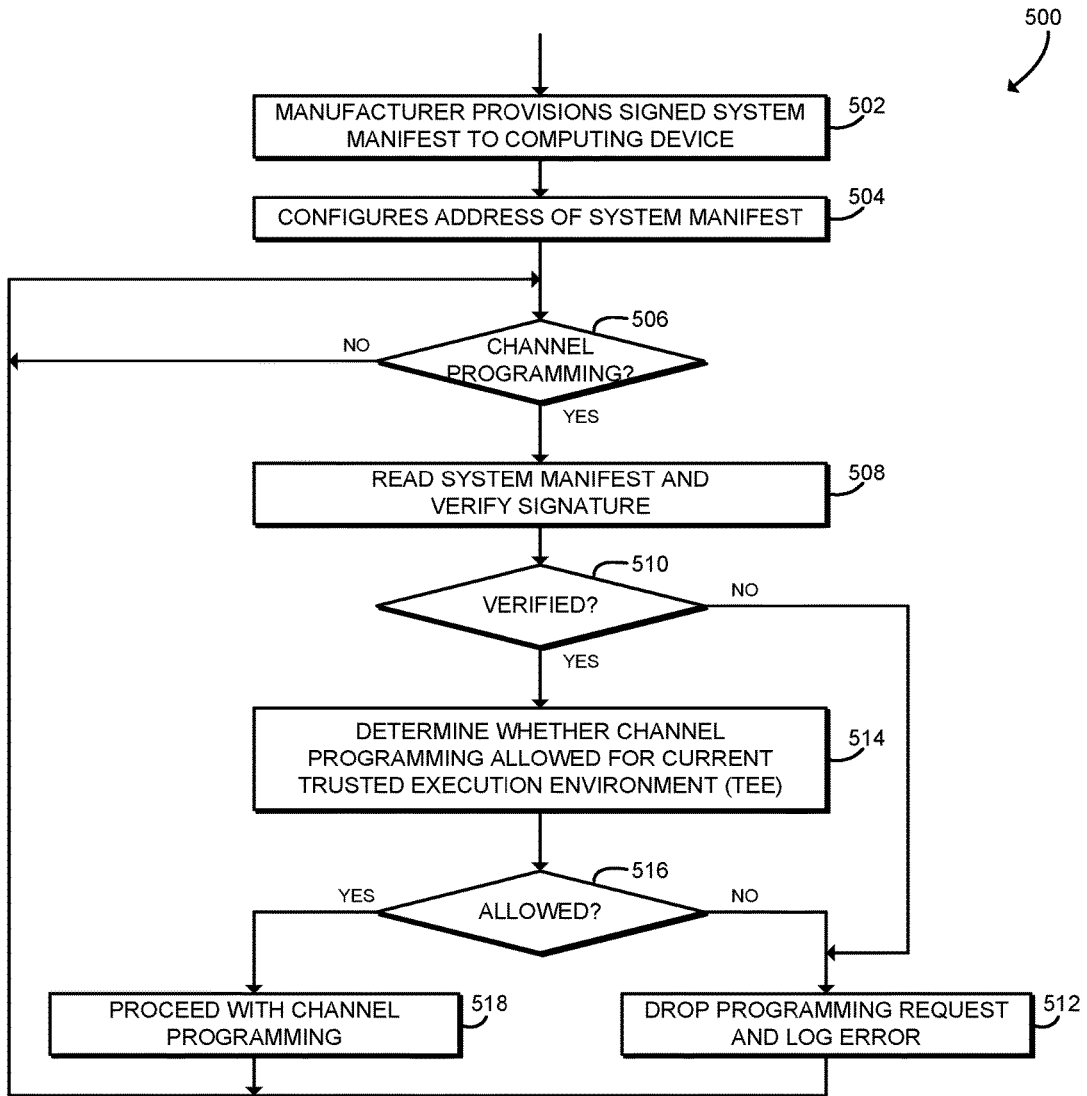 500
MANUFACTURER PROVISIONS SIGNED SYSTEM
MANIFEST TO COMPUTING DEVICE
502
CONFIGURES ADDRESS OF SYSTEM MANIFEST
504
506
NO
CHANNEL
PROGRAMMING?
YES
READ SYSTEM MANIFEST AND
VERIFY SIGNATURE
508
510
NO
VERIFIED?
YES
DETERMINE WHETHER CHANNEL
PROGRAMMING ALLOWED FOR CURRENT
TRUSTED EXECUTION ENVIRONMENT (TEE)
514
516
YES
NO
ALLOWED?
PROCEED WITH CHANNEL
PROGRAMMING
518
DROP PROGRAMMING REQUEST
AND LOG ERROR
512